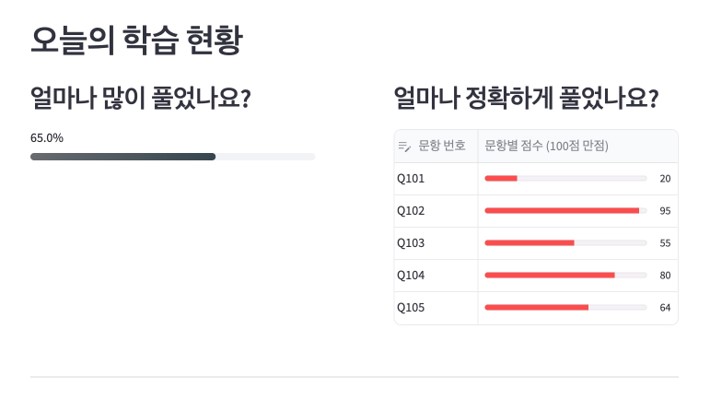 오늘의 학습 현황
얼마나 많이 풀었나요?
65.0%
얼마나 정확하게 풀었나요?
문항 번호 문항별 점수 (100점 만점)
Q101 20
Q102 95
Q103 55
Q104 80
Q105 64